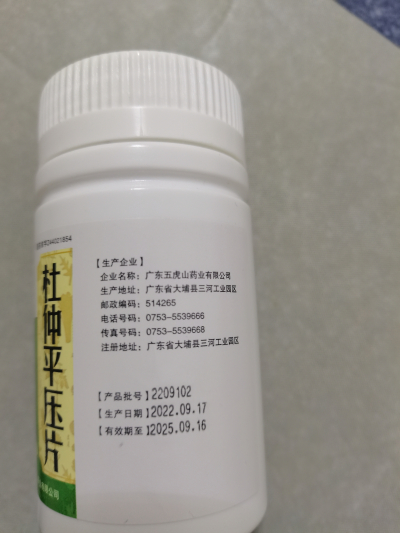 【生产企业】
企业名称：广东五虎山药业有限公司
生产地址：广东省大埔县三河工业园区
邮政编码：514265
电话号码：0753-5539666
传真号码：0753-5539668
注册地址：广东省大埔县三河工业园区
【产品批号】2209102
【生产日期】2022.09.17
【有效期至】2025.09.16
杜仲平压片